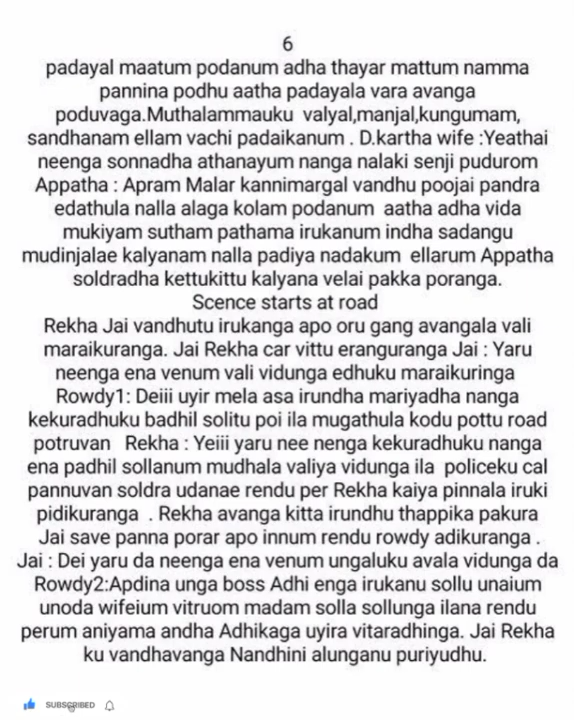 6
padayal maatum podanum adha thayar mattum namma
pannina podhu aatha padayala vara avanga
poduvaga.Muthalammauku valyal,manjal,kungumam,
sandhanam ellam vachi padaikanum . D.kartha wife :Yeathai
neenga sonnadha athanayum nanga nalaki senji pudurom
Appatha : Apram Malar kannimargal vandhu poojai pandra
edathula nalla alaga kolam podanum aatha adha vida
mukiyam sutham pathama irukanum indha sadangu
mudinjalae kalyanam nalla padiya nadakum ellarum Appatha
soldradha kettukittu kalyana velai pakka poranga.
Scence starts at road
Rekha Jai vandhutu irukanga apo oru gang avangala vali
maraikuranga. Jai Rekha car vittu eranguranga Jai : Yaru
neenga ena venum vali vidunga edhuku maraikuringa
Rowdy1: Deiii uyir mela asa irundha mariyadha nanga
kekuradhuku badhil solitu poi ila mugathula kodu pottu road
potruvan Rekha : Yeiii yaru nee nenga kekuradhuku nanga
ena padhil sollanum mudhala valiya vidunga ila policeku cal
pannuvan soldra udanae rendu per Rekha kaiya pinnala iruki
pidikuranga . Rekha avanga kitta irundhu thappika pakura
Jai save panna porar apo innum rendu rowdy adikuranga .
Jai : Dei yaru da neenga ena venum ungaluku avala vidunga da
Rowdy2:Apdina unga boss Adhi enga irukanu sollu unaium
unoda wifeium vitruom madam solla sollunga ilana rendu
perum aniyama andha Adhikaga uyira vitaradhinga. Jai Rekha
ku vandhavanga Nandhini alunganu puriyudhu.
SUBSCRIBED